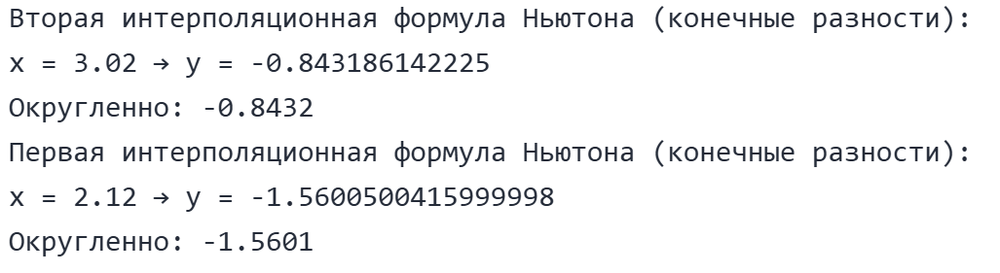 Вторая интерполяционная формула Ньютона (конечные разности):
x = 3.02 → y = -0.843186142225
Округленно: -0.8432
Первая интерполяционная формула Ньютона (конечные разности):
x = 2.12 → y = -1.5600500415999998
Округленно: -1.5601